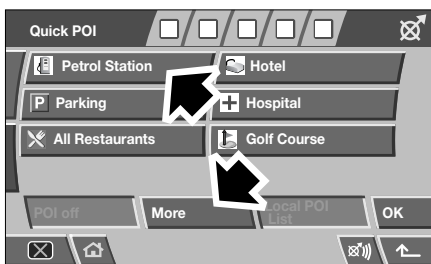 Quick POI
Petrol Station
Hotel
P Parking
Hospital
All Restaurants
Golf Course
POI off
More
Local POI
List
OK